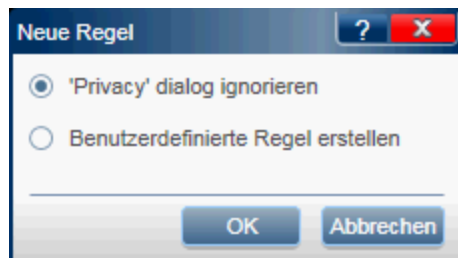 Neue Regel ?
'Privacy' dialog ignorieren
Benutzerdefinierte Regel erstellen
OK Abbrechen